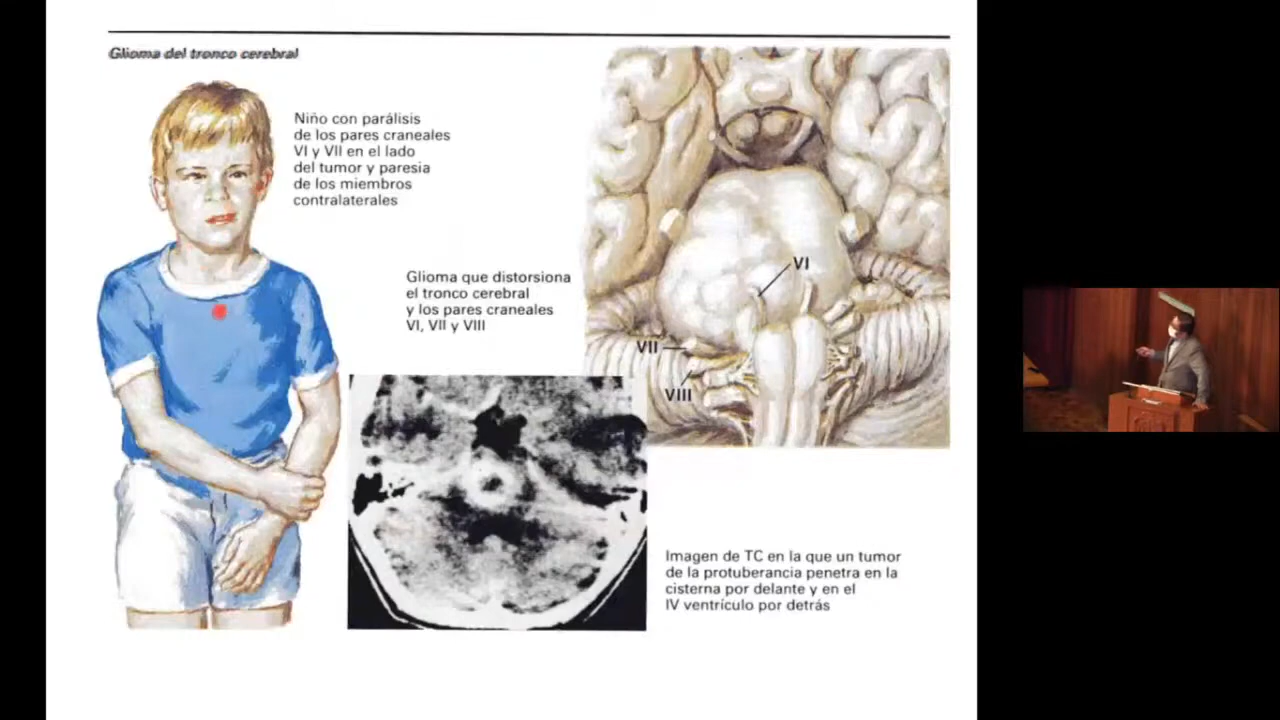 Glioma del tronco cerebral
Niño con parálisis
de los pares craneales
VI y VII en el lado
del tumor y paresia
de los miembros
contralaterales
Glioma que distorsiona
el tronco cerebral
y los pares craneales
VI, VII y VIII
VI
VII
VIII
Imagen de TC en la que un tumor
de la protuberancia penetra en la
cisterna por delante y en el
IV ventrículo por detrás